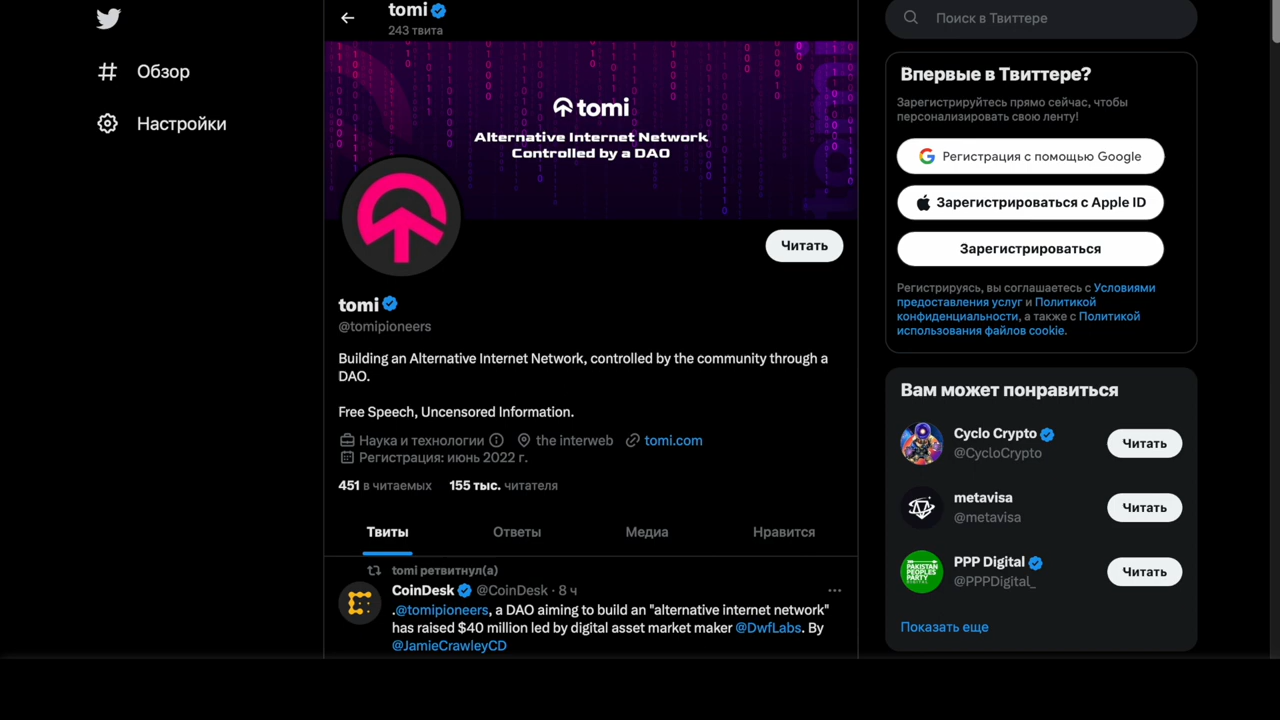 Обзор
Настройки
tomi
243 твита
tomi
Alternative Internet Network
Controlled by a DAO
Читать
tomi
@tomipioneers
Building an Alternative Internet Network, controlled by the community through a
DAO.
Free Speech, Uncensored Information.
Наука и технологии the interweb tomi.com
Регистрация: июнь 2022 г.
451 в читаемых 155 тыс. читателя
Твиты Ответы Медиа Нравится
tomi ретвитнул(а)
CoinDesk @CoinDesk · 8 ч
.@tomipioneers, a DAO aiming to build an "alternative internet network"
has raised $40 million led by digital asset market maker @DwfLabs. By
@JamieCrawleyCD
Поиск в Твиттере
Впервые в Твиттере?
Зарегистрируйтесь прямо сейчас, чтобы
персонализировать свою ленту!
Регистрация с помощью Google
Зарегистрироваться с Apple ID
Зарегистрироваться
Регистрируясь, вы соглашаетесь с Условиями
предоставления услуг и Политикой
конфиденциальности, а также с Политикой
использования файлов cookie.
Вам может понравиться
Cyclo Crypto
@CycloCrypto
Читать
metavisa
@metavisa
Читать
PAKISTAN
PEOPLES
PARTY
DIGITAL
PPP Digital
@PPPDigital_
Читать
Показать еще